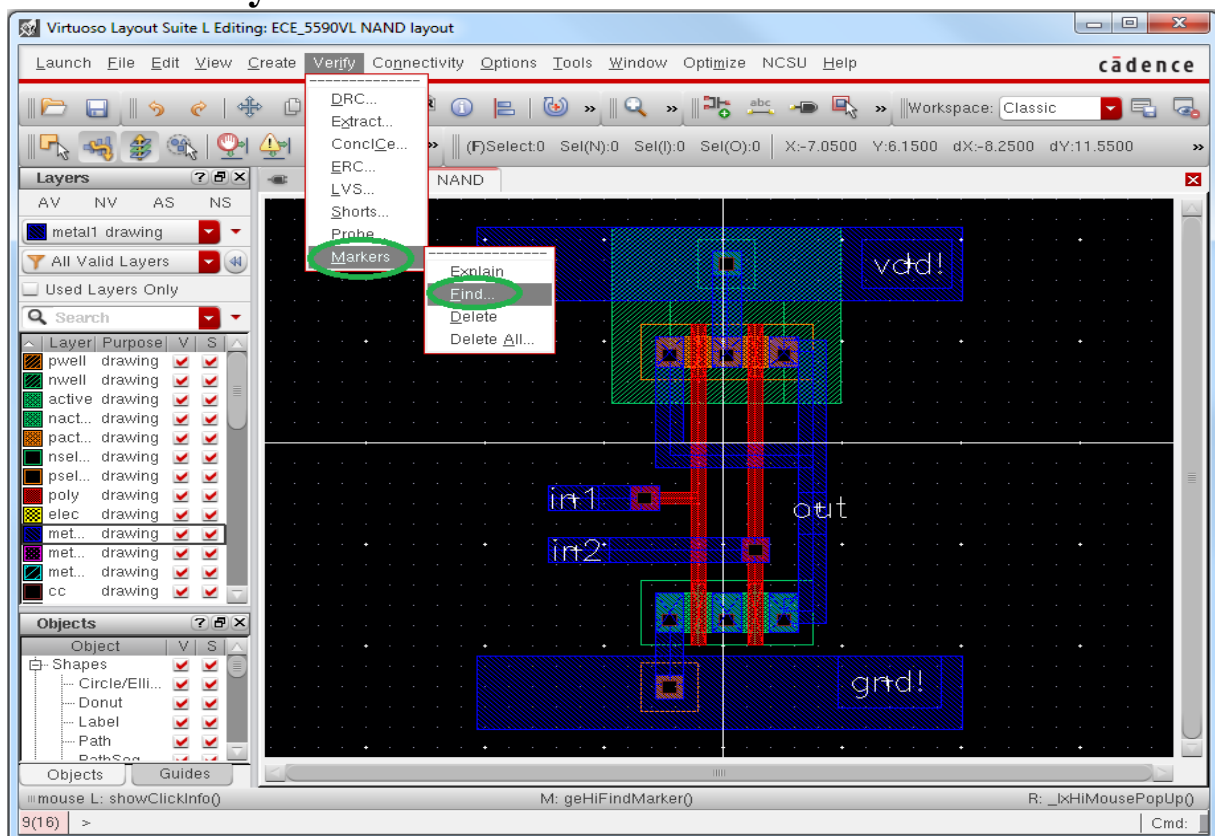 Virtuoso Layout Suite L Editing: ECE_5590VL NAND layout
Launch File Edit View Create Verify Connectivity Options Tools Window Optimize NCSU Help cādence
» » abc » Workspace: Classic
» (F)Select:0 Sel(N):0 Sel(I):0 Sel(O):0 X:-7.0500 Y:6.1500 dX:-8.2500 dY:11.5500 »
DRC...
Extract...
ConclCe...
ERC...
LVS...
Shorts...
Probe
Markers
Explain
Find...
Delete
Delete All...
Layers
NAND
AV NV AS NS
metal1 drawing
All Valid Layers
Used Layers Only
Search
Layer Purpose V S
pwell drawing
nwell drawing
active drawing
nact... drawing
pact... drawing
nsel... drawing
psel... drawing
poly drawing
elec drawing
met... drawing
met... drawing
met... drawing
cc drawing
vdd!
in1
out
in2
gnd!
Objects
Object V S
Shapes
Circle/Elli...
Donut
Label
Path
PathSeg
Objects Guides
mouse L: showClickInfo() M: geHiFindMarker() R: _lxHiMousePopUp()
9(16) > Cmd: